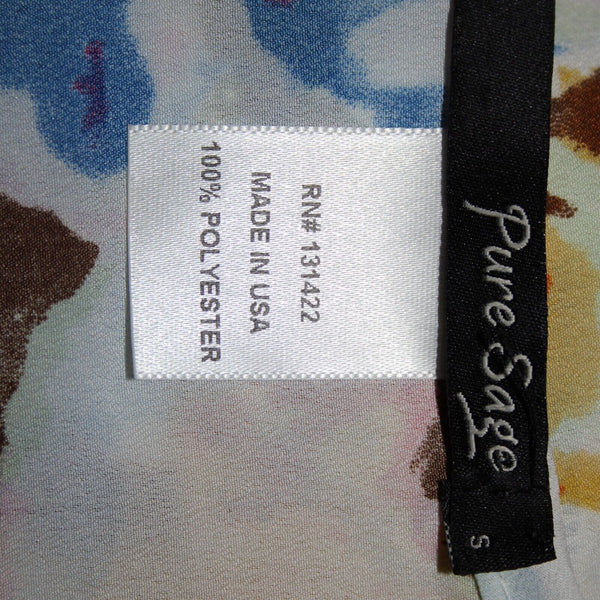 Pure Sage
S
RN# 131422
MADE IN USA
100% POLYESTER